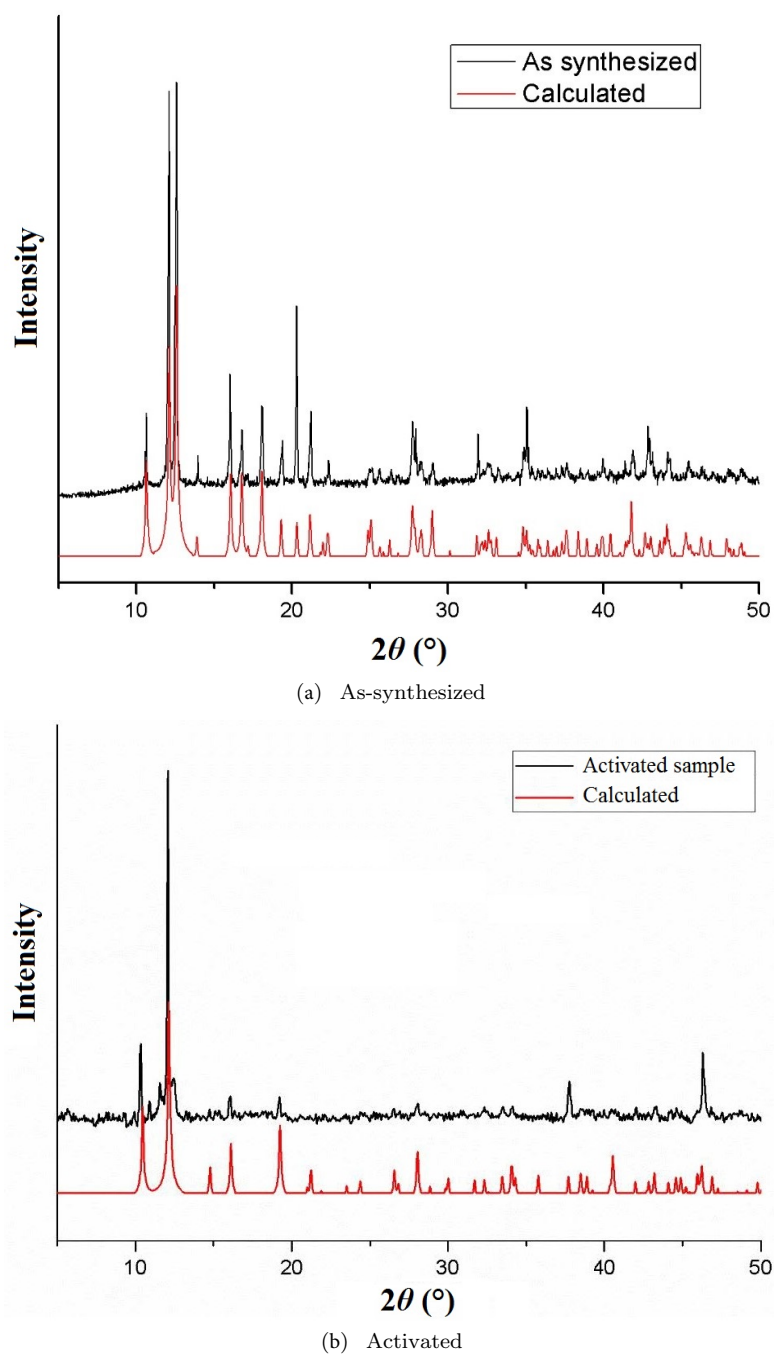 As synthesized
Calculated
Intensity
10 20 30 40 50
2θ (°)
(a) As-synthesized
Activated sample
Calculated
Intensity
10 20 30 40 50
2θ (°)
(b) Activated